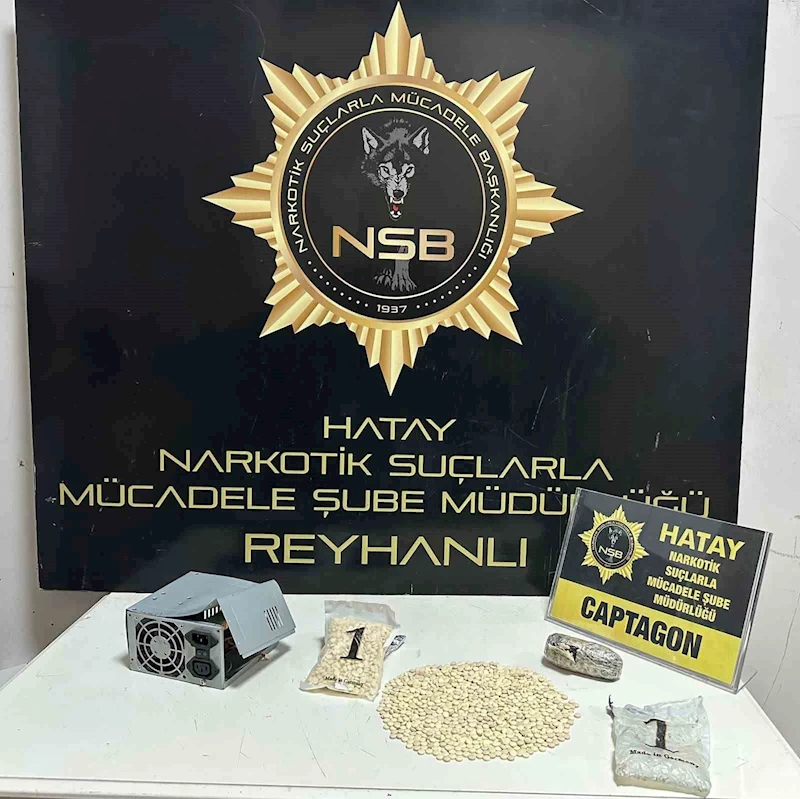 NARKOTİK SUÇLARLA MÜCADELE BAŞKANLIĞI
NSB
1937
HATAY
NARKOTİK SUÇLARLA
MÜCADELE ŞUBE MÜDÜRLÜĞÜ
REYHANLI
NSB
HATAY
NARKOTİK
SUÇLARLA
MÜCADELE ŞUBE
MÜDÜRLÜĞÜ
CAPTAGON
1
Made in Germany
1
Made in Germany